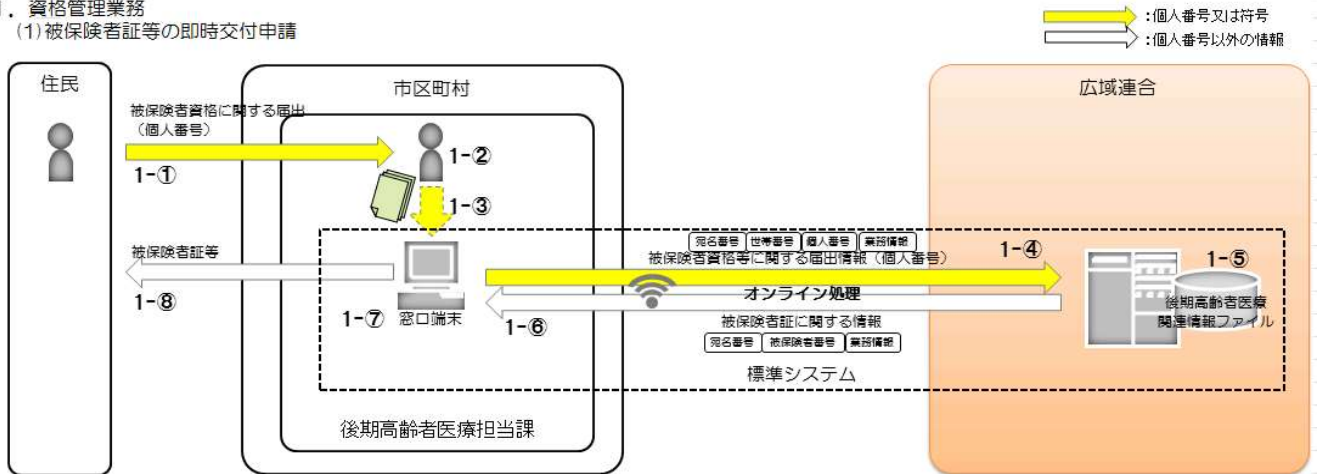 ．資格管理業務
(1)被保険者証等の即時交付申請
:個人番号又は符号
:個人番号以外の情報
住民
市区町村
広域連合
被保険者資格に関する届出
（個人番号）
1-①
1-②
1-③
被保険者証等
1-⑧
1-⑦
窓口端末
宛名番号 世帯番号 個人番号 業務情報
被保険者資格等に関する届出情報（個人番号）
1-④
オンライン処理
1-⑥
被保険者証に関する情報
宛名番号 被保険者番号 業務情報
1-⑤
後期高齢者医療
関連情報ファイル
標準システム
後期高齢者医療担当課